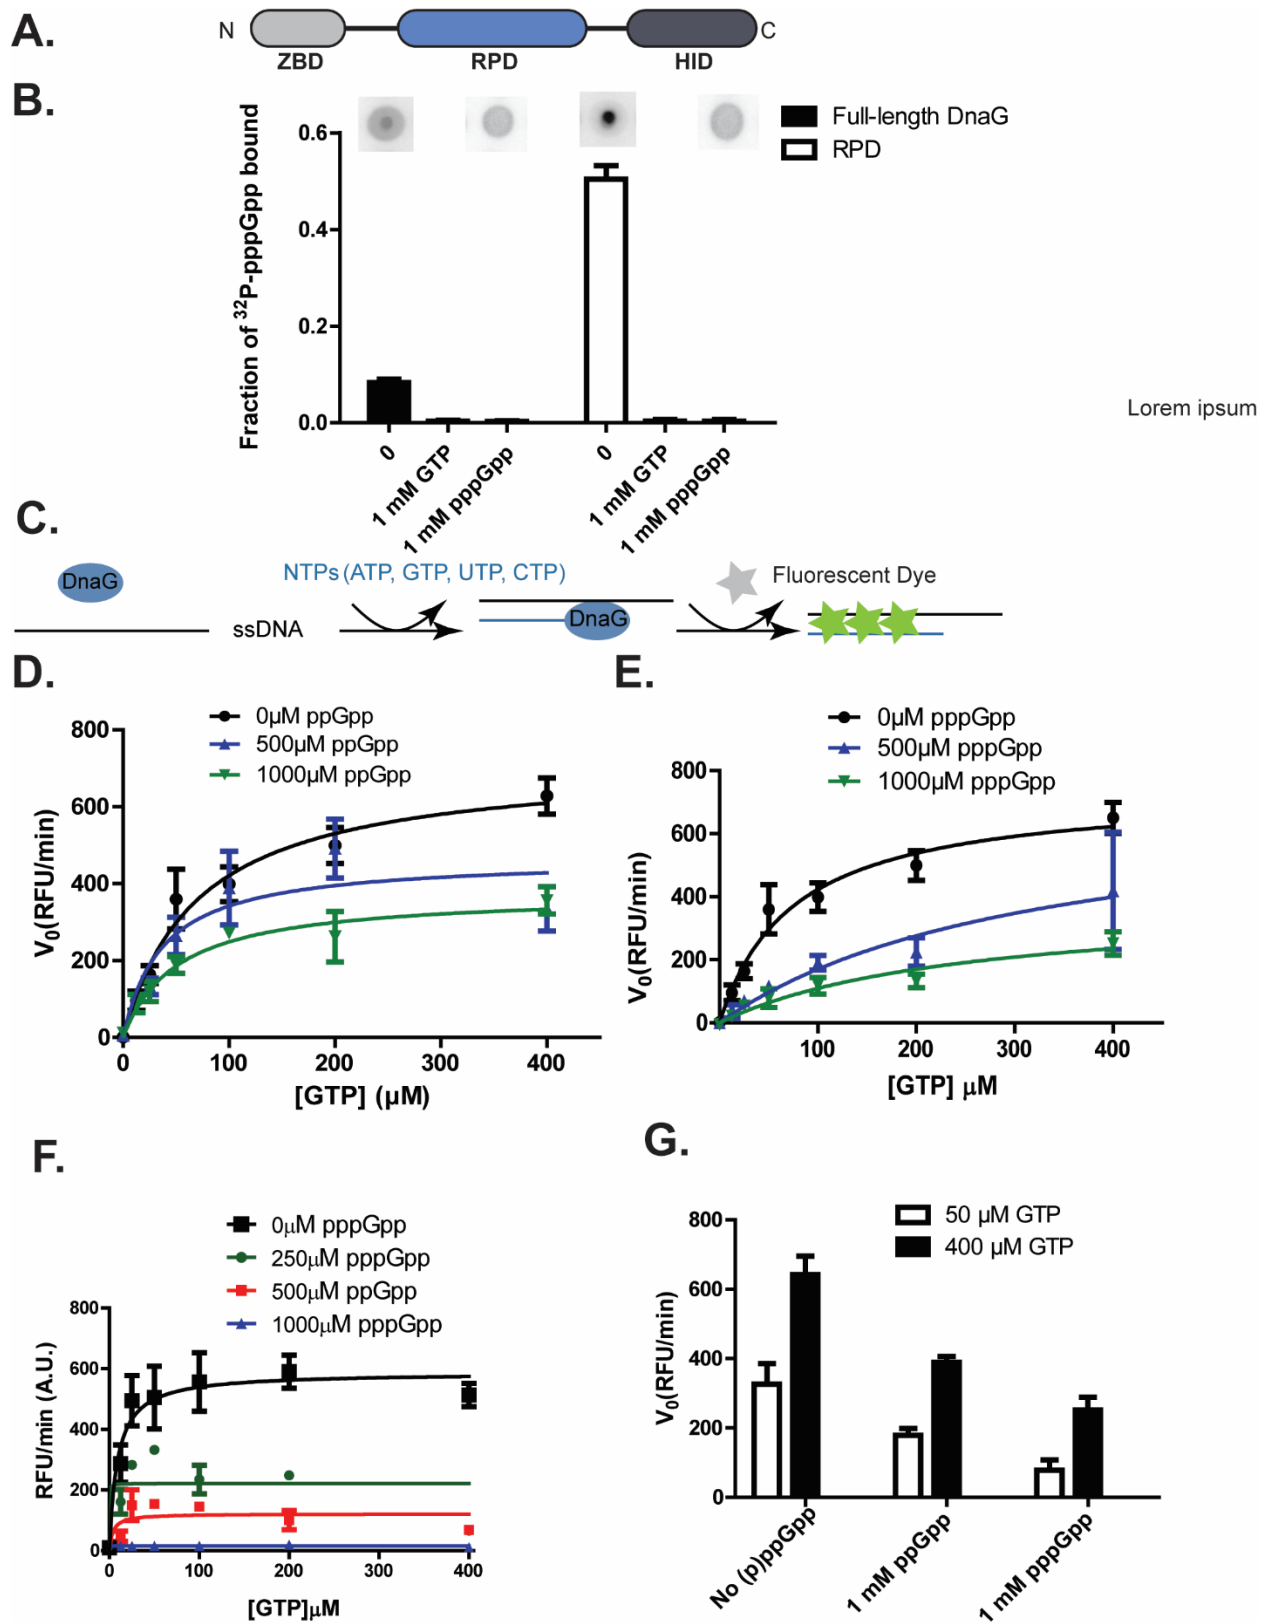 A.
N
C
ZBD
RPD
HID
B.
Full-length DnaG
RPD
Fraction of ³²P-pppGpp bound
0.6
0.4
0.2
0.0
0
1 mM GTP
1 mM pppGpp
0
1 mM GTP
1 mM pppGpp
Lorem ipsum
C.
DnaG
ssDNA
NTPs (ATP, GTP, UTP, CTP)
DnaG
Fluorescent Dye
D.
0µM ppGpp
500µM ppGpp
1000µM ppGpp
V₀(RFU/min)
800
600
400
200
0
0
100
200
300
400
[GTP] (µM)
E.
0µM pppGpp
500µM pppGpp
1000µM pppGpp
V₀(RFU/min)
800
600
400
200
0
100
200
300
400
[GTP] µM
F.
0µM pppGpp
250µM pppGpp
500µM ppGpp
1000µM pppGpp
RFU/min (A.U.)
800
600
400
200
0
0
100
200
300
400
[GTP]µM
G.
50 µM GTP
400 µM GTP
V₀(RFU/min)
800
600
400
200
0
No (p)ppGpp
1 mM ppGpp
1 mM pppGpp